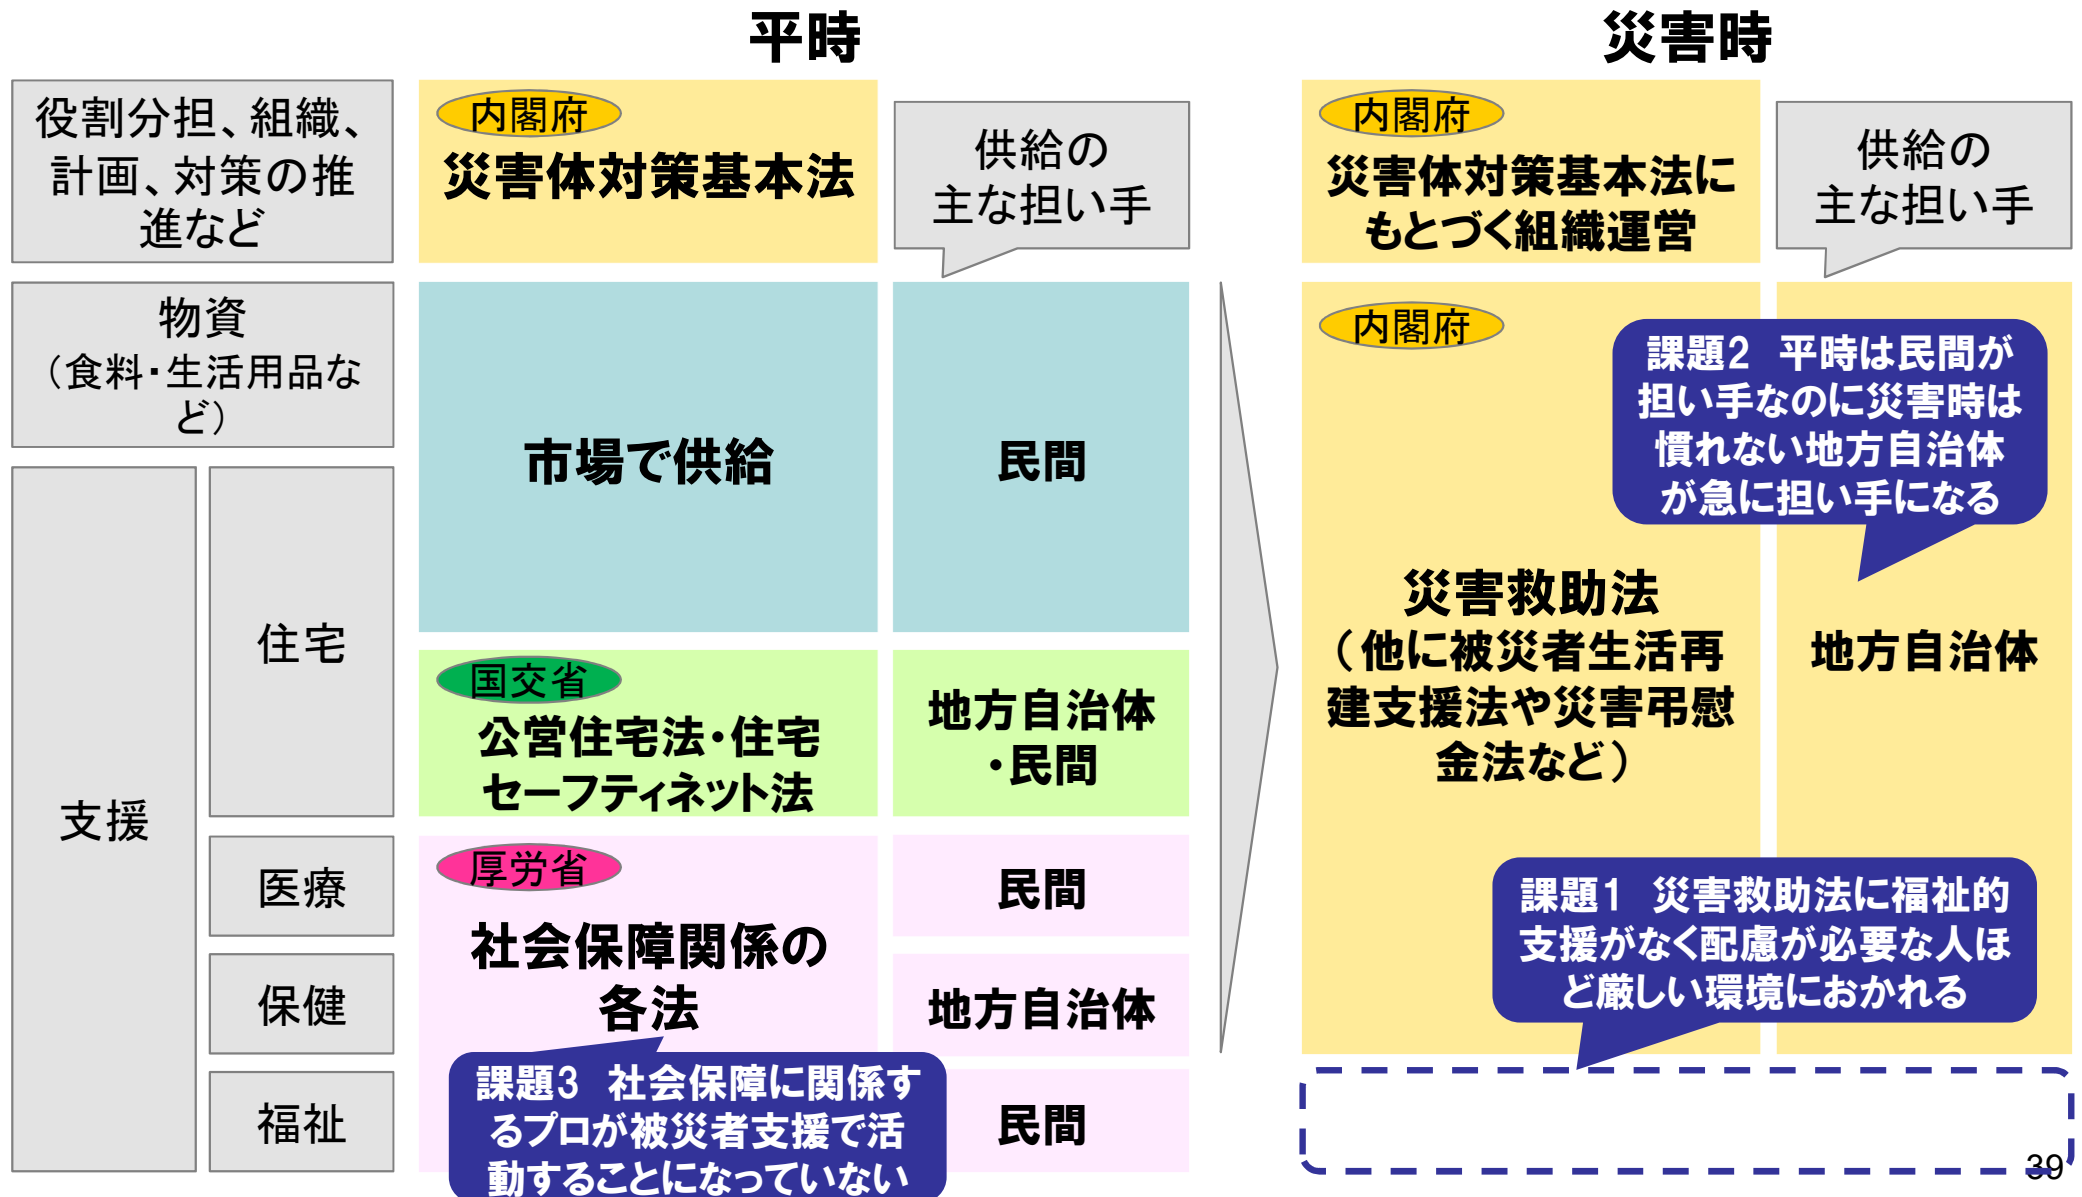 平時
災害時
役割分担、組織、
計画、対策の推
進など
内閣府
災害体対策基本法
供給の
主な担い手
内閣府
災害体対策基本法に
もとづく組織運営
供給の
主な担い手
物資
（食料・生活用品な
ど）
市場で供給
民間
内閣府
課題2　平時は民間が
担い手なのに災害時は
慣れない地方自治体
が急に担い手になる
災害救助法
（他に被災者生活再
建支援法や災害弔慰
金法など）
地方自治体
支援
住宅
国交省
公営住宅法・住宅
セーフティネット法
地方自治体
・民間
医療
厚労省
社会保障関係の
各法
民間
保健
地方自治体
課題1　災害救助法に福祉的
支援がなく配慮が必要な人ほ
ど厳しい環境におかれる
福祉
課題3　社会保障に関係す
るプロが被災者支援で活
動することになっていない
民間
39